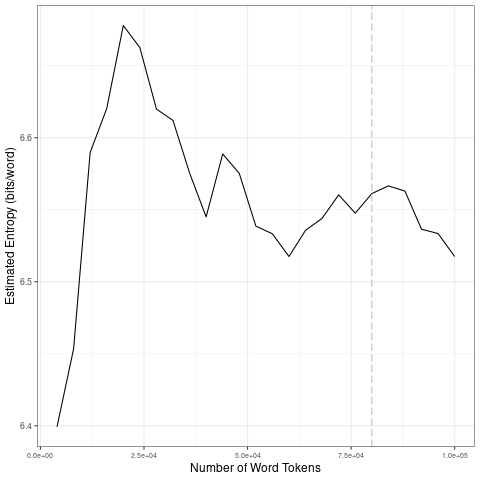 Estimated Entropy (bits/word)
6.6
6.5
6.4
0.0e+00 2.5e+04 5.0e+04 7.5e+04 1.0e+05
Number of Word Tokens